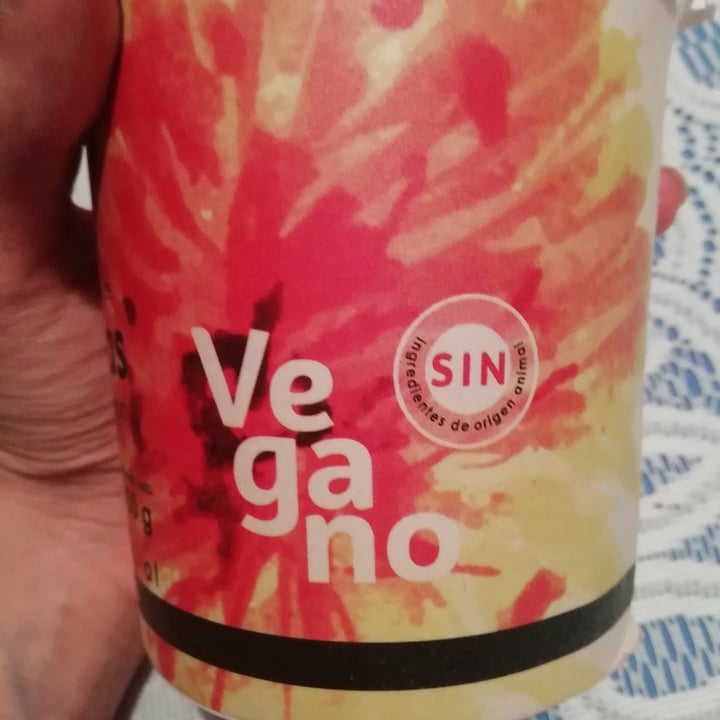 Ve
ga
no
SIN
ingredientes de origen animal
g